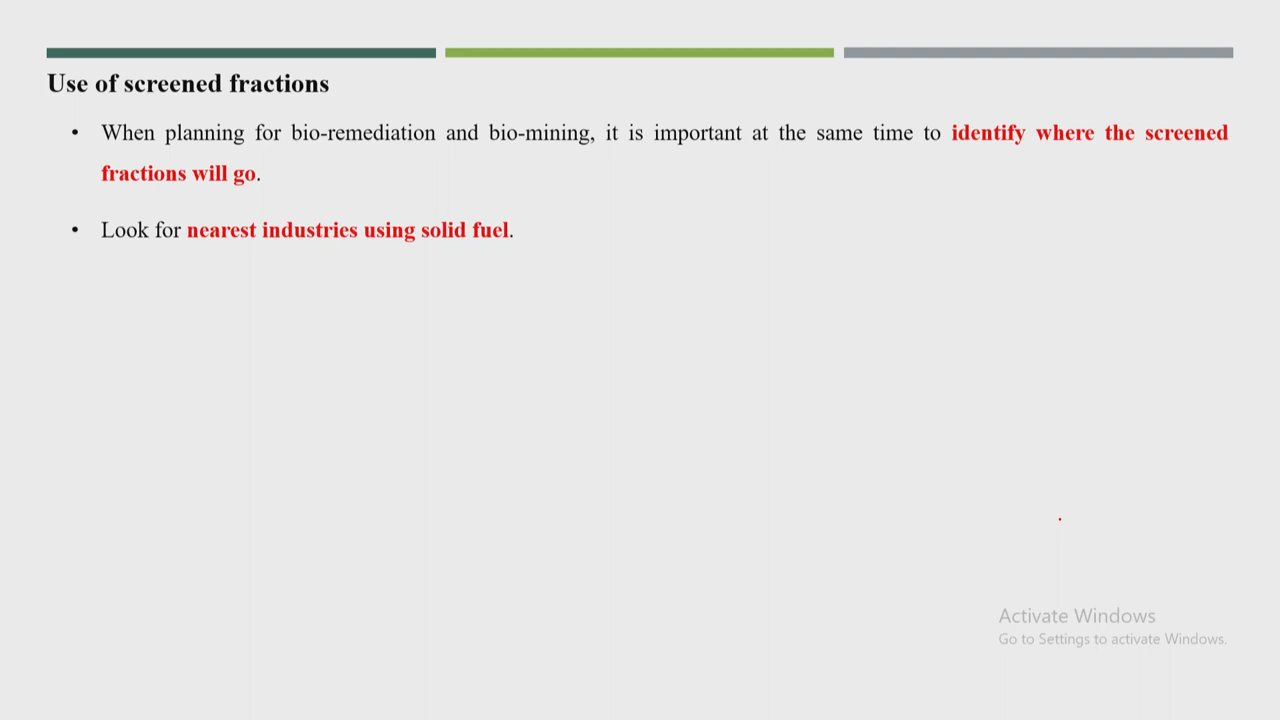 Use of screened fractions
• When planning for bio-remediation and bio-mining, it is important at the same time to identify where the screened
fractions will go.
• Look for nearest industries using solid fuel.
Activate Windows
Go to Settings to activate Windows.